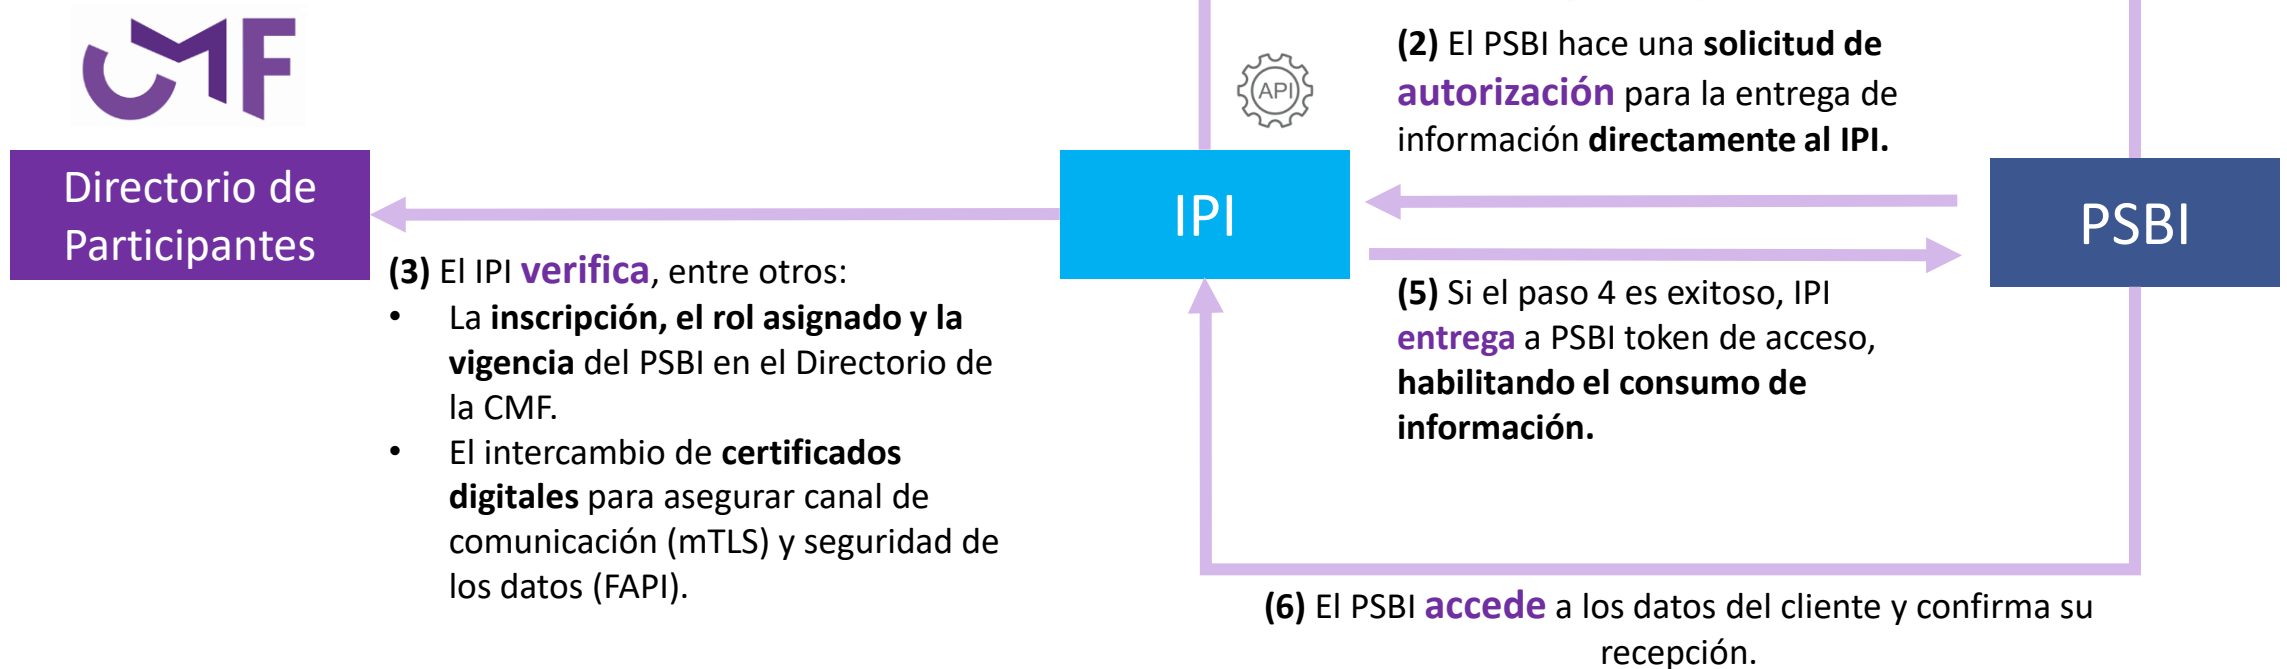 CMF
Directorio de
Participantes
(3) El IPI verifica, entre otros:
• La inscripción, el rol asignado y la
vigencia del PSBI en el Directorio de
la CMF.
• El intercambio de certificados
digitales para asegurar canal de
comunicación (mTLS) y seguridad de
los datos (FAPI).
API
IPI
(2) El PSBI hace una solicitud de
autorización para la entrega de
información directamente al IPI.
PSBI
(5) Si el paso 4 es exitoso, IPI
entrega a PSBI token de acceso,
habilitando el consumo de
información.
(6) El PSBI accede a los datos del cliente y confirma su
recepción.